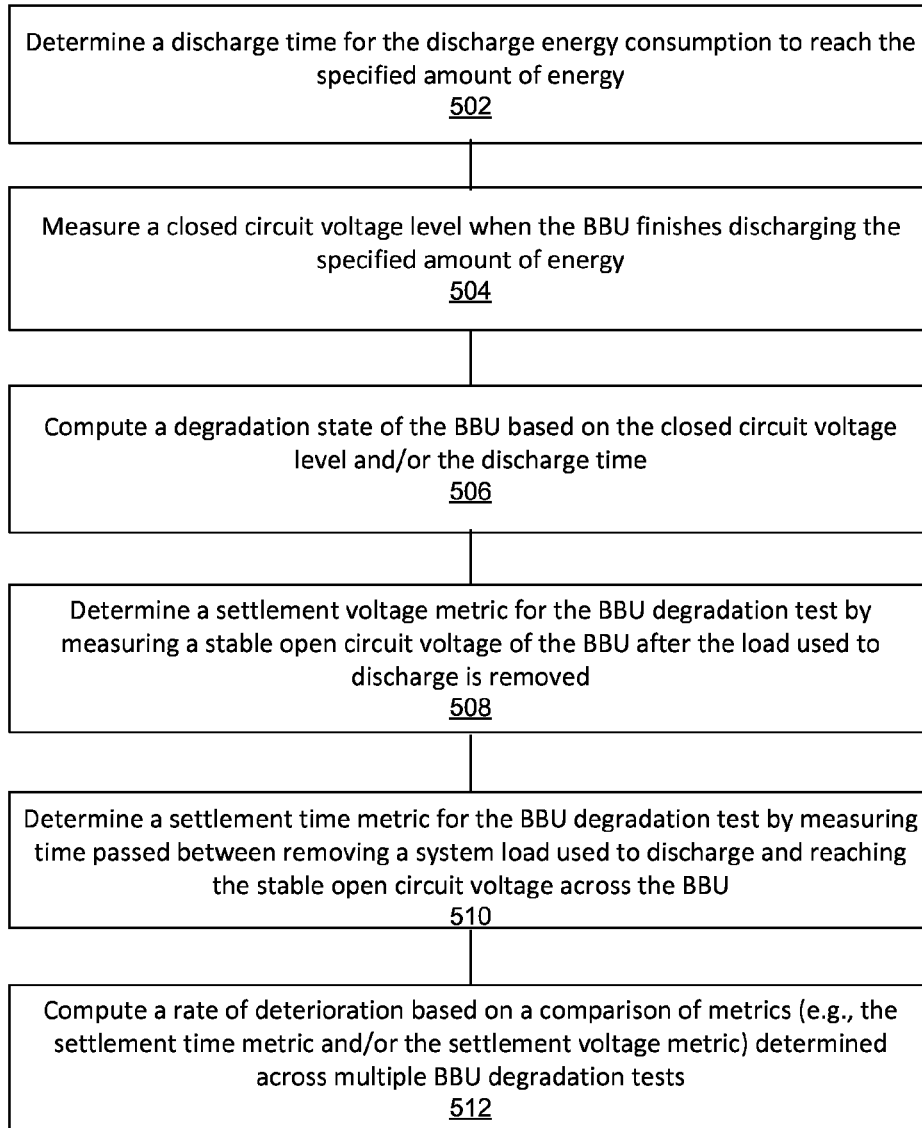 Determine a discharge time for the discharge energy consumption to reach the
specified amount of energy
502
Measure a closed circuit voltage level when the BBU finishes discharging the
specified amount of energy
504
Compute a degradation state of the BBU based on the closed circuit voltage
level and/or the discharge time
506
Determine a settlement voltage metric for the BBU degradation test by
measuring a stable open circuit voltage of the BBU after the load used to
discharge is removed
508
Determine a settlement time metric for the BBU degradation test by measuring
time passed between removing a system load used to discharge and reaching
the stable open circuit voltage across the BBU
510
Compute a rate of deterioration based on a comparison of metrics (e.g., the
settlement time metric and/or the settlement voltage metric) determined
across multiple BBU degradation tests
512